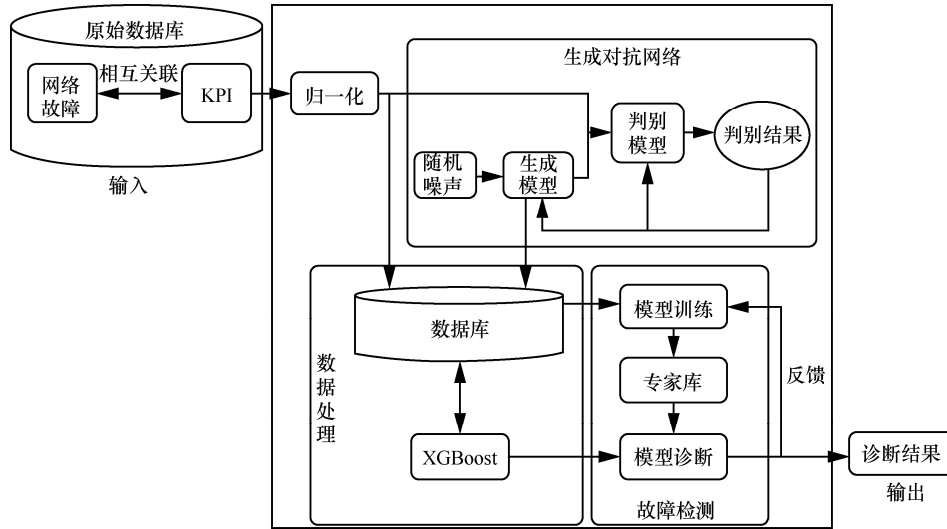 原始数据库
网络
故障
相互关联
KPI
输入
归一化
生成对抗网络
随机
噪声
生成
模型
判别
模型
判别结果
数据处理
数据库
XGBoost
模型训练
专家库
模型诊断
故障检测
反馈
诊断结果
输出